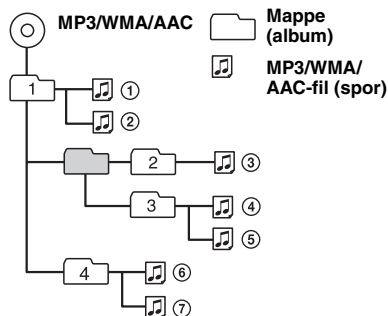 MP3/WMA/AAC
Mappe
(album)
MP3/WMA/
AAC-fil (spor)
1
①
②
2
③
3
④
⑤
4
⑥
⑦